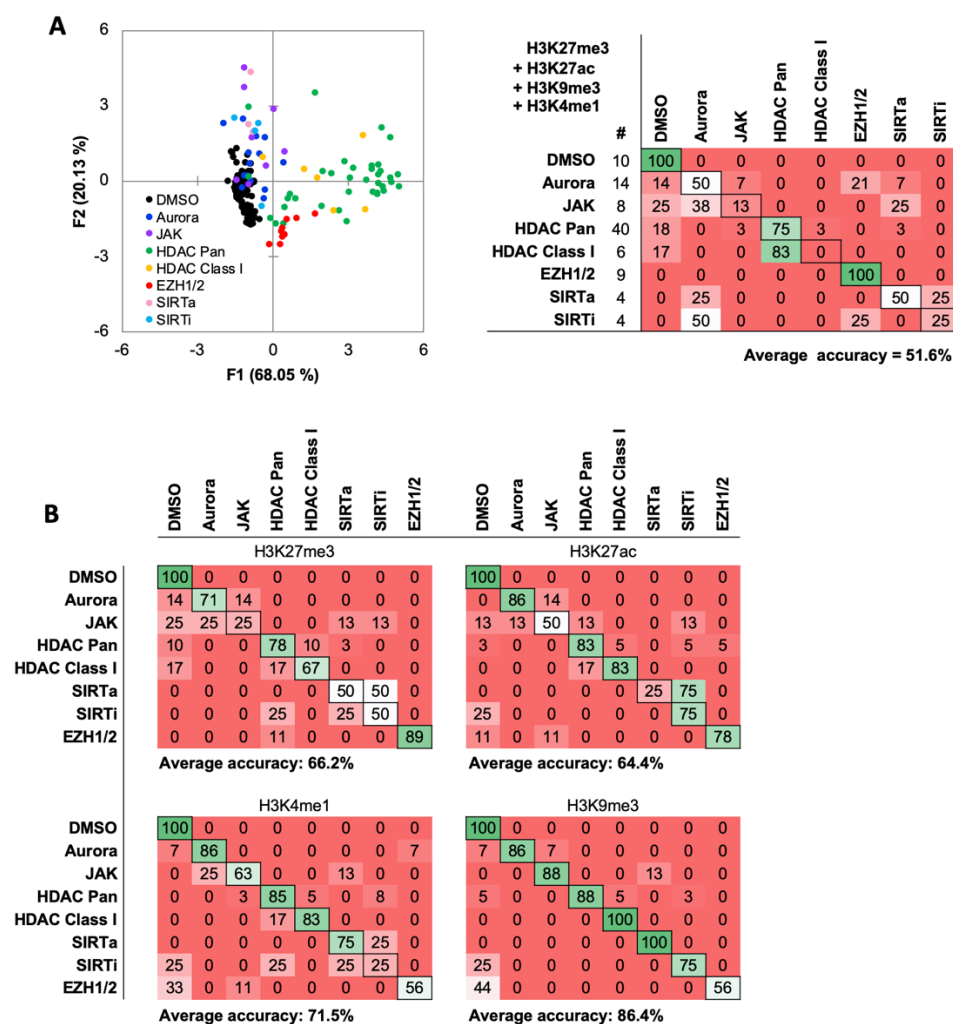 A
6
3
0
-3
-6
-6 -3 0 3 6
F2 (20.13 %)
F1 (68.05 %)
DMSO
Aurora
JAK
HDAC Pan
HDAC Class I
EZH1/2
SIRTa
SIRTi
H3K27me3
+ H3K27ac
+ H3K9me3
+ H3K4me1
# DMSO Aurora JAK HDAC Pan HDAC Class I EZH1/2 SIRTa SIRTi
DMSO 10 100 0 0 0 0 0 0 0
Aurora 14 14 50 7 0 0 21 7 0
JAK 8 25 38 13 0 0 0 25 0
HDAC Pan 40 18 0 3 75 3 0 3 0
HDAC Class I 6 17 0 0 83 0 0 0
EZH1/2 9 0 0 0 0 0 100 0 0
SIRTa 4 0 25 0 0 0 0 50 25
SIRTi 4 0 50 0 0 0 25 0 25
Average accuracy = 51.6%
B
DMSO Aurora JAK HDAC Pan HDAC Class I SIRTa SIRTi EZH1/2
DMSO Aurora JAK HDAC Pan HDAC Class I SIRTa SIRTi EZH1/2
H3K27me3
DMSO 100 0 0 0 0 0 0 0
Aurora 14 71 14 0 0 0 0 0
JAK 25 25 25 0 0 13 13 0
HDAC Pan 10 0 0 78 10 3 0 0
HDAC Class I 17 0 0 17 67 0 0 0
SIRTa 0 0 0 0 0 50 50 0
SIRTi 0 0 0 25 0 25 50 0
EZH1/2 0 0 0 11 0 0 0 89
Average accuracy: 66.2%
H3K27ac
100 0 0 0 0 0 0 0
0 86 14 0 0 0 0 0
13 13 50 13 0 0 13 0
3 0 0 83 5 0 5 5
0 0 0 17 83 0 0 0
0 0 0 0 0 25 75 0
25 0 0 0 0 0 75 0
11 0 11 0 0 0 0 78
Average accuracy: 64.4%
H3K4me1
DMSO 100 0 0 0 0 0 0 0
Aurora 7 86 0 0 0 0 0 7
JAK 0 25 63 0 0 13 0 0
HDAC Pan 0 0 3 85 5 0 8 0
HDAC Class I 0 0 0 17 83 0 0 0
SIRTa 0 0 0 0 0 75 25 0
SIRTi 25 0 0 25 0 25 25 0
EZH1/2 33 0 11 0 0 0 0 56
Average accuracy: 71.5%
H3K9me3
100 0 0 0 0 0 0 0
7 86 7 0 0 0 0 0
0 0 88 0 0 13 0 0
5 0 0 88 5 0 3 0
0 0 0 0 100 0 0 0
0 0 0 0 0 100 0 0
25 0 0 0 0 0 75 0
44 0 0 0 0 0 0 56
Average accuracy: 86.4%